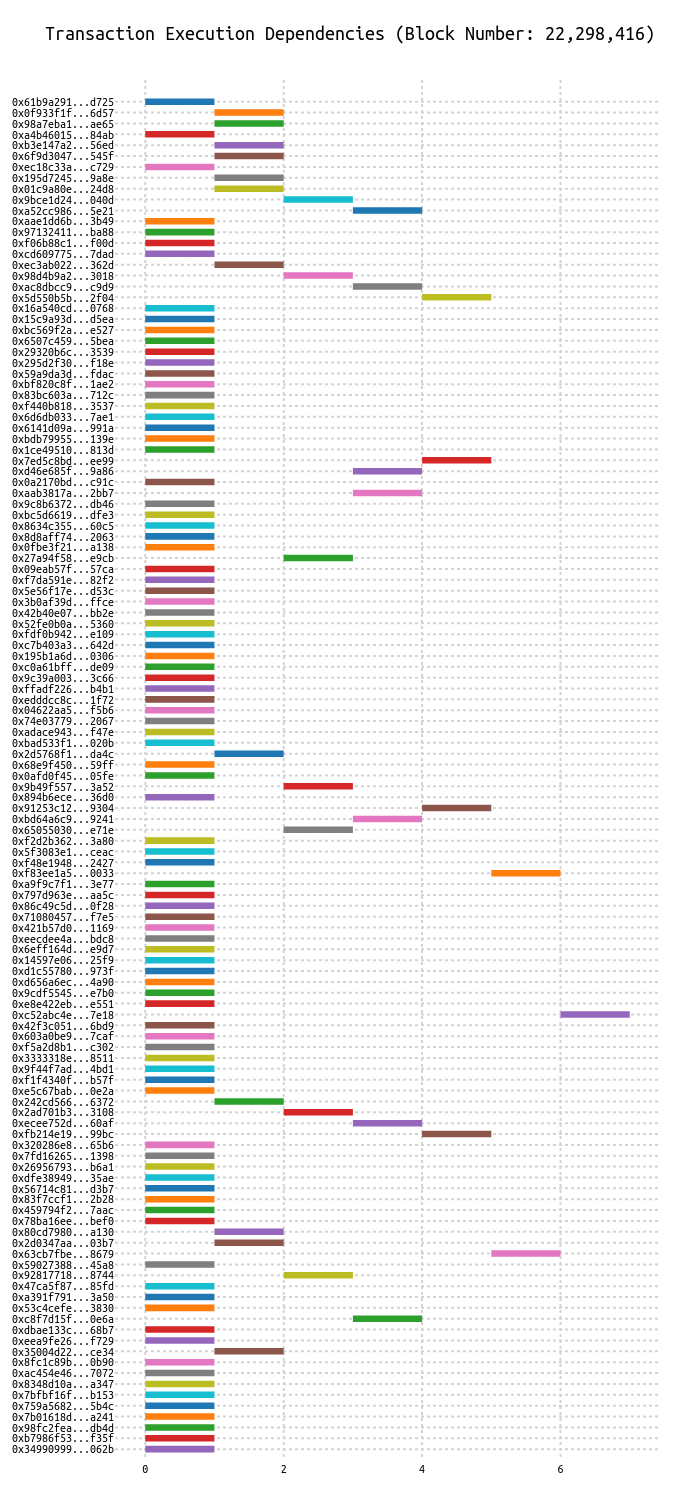 Transaction Execution Dependencies (Block Number: 22,298,416)
0x61b9a291...d725
0x0f933f1f...6d57
0x98a7eba1...ae65
0xa4b46015...84ab
0xb3e147a2...56ed
0x6f9d3047...545f
0xec18c33a...c729
0x195d7245...9a8e
0x01c9a80e...24d8
0x9bce1d24...040d
0xa52cc986...5e21
0xaae1dd6b...3b49
0x97132411...ba88
0xf06b88c1...f00d
0xcd609775...7dad
0xec3ab022...362d
0x98d4b9a2...3018
0xac8dbcc9...c9d9
0x5d550b5b...2f04
0x16a540cd...0768
0x15c9a93d...d5ea
0xbc569f2a...e527
0x6507c459...5bea
0x29320b6c...3539
0x295d2f30...f18e
0x59a9da3d...fdac
0xbf820c8f...1ae2
0x83bc603a...712c
0xf440b818...3537
0x6d6db033...7ae1
0x6141d09a...991a
0xbdb79955...139e
0x1ce49510...813d
0x7ed5c8bd...ee99
0xd46e685f...9a86
0x0a2170bd...c91c
0xaab3817a...2bb7
0x9c8b6372...db46
0xbc5d6619...dfe3
0x8634c355...60c5
0x8d8aff74...2063
0x0fbe3f21...a138
0x27a94f58...e9cb
0x09eab57f...57ca
0xf7da591e...82f2
0x5e56f17e...d53c
0x3b0af39d...ffce
0x42b40e07...bb2e
0x52fe0b0a...5360
0xfdf0b942...e109
0xc7b403a3...642d
0x195b1a6d...0306
0xc0a61bff...de09
0x9c39a003...3c66
0xffadf226...b4b1
0xedddcc8c...1f72
0x04622aa5...f5b6
0x74e03779...2067
0xadace943...f47e
0xbad533f1...020b
0x2d5768f1...da4c
0x68e9f450...59ff
0x0afd0f45...05fe
0x9b49f557...3a52
0x894b6ece...36d0
0x91253c12...9304
0xbd64a6c9...9241
0x65055030...e71e
0xf2d2b362...3a80
0x5f3083e1...ceac
0xf48e1948...2427
0xf83ee1a5...0033
0xa9f9c7f1...3e77
0x797d963e...aa5c
0x86c49c5d...0f28
0x71080457...f7e5
0x421b57d0...1169
0xeecdee4a...bdc8
0x6eff164d...e9d7
0x14597e06...25f9
0xd1c55780...973f
0xd656a6ec...4a90
0x9cdf5545...e7b0
0xe8e422eb...e551
0xc52abc4e...7e18
0x42f3c051...6bd9
0x603a0be9...7caf
0xf5a2d8b1...c302
0x3333318e...8511
0x9f44f7ad...4bd1
0xf1f4340f...b57f
0xe5c67bab...0e2a
0x242cd566...6372
0x2ad701b3...3108
0xecee752d...60af
0xfb214e19...99bc
0x320286e8...65b6
0x7fd16265...1398
0x26956793...b6a1
0xdfe38949...35ae
0x56714c81...d3b7
0x83f7ccf1...2b28
0x459794f2...7aac
0x78ba16ee...bef0
0x80cd7980...a130
0x2d0347aa...03b7
0x63cb7fbe...8679
0x59027388...45a8
0x92817718...8744
0x47ca5f87...85fd
0xa391f791...3a50
0x53c4cefe...3830
0xc8f7d15f...0e6a
0xdbae133c...68b7
0xeea9fe26...f729
0x35004d22...ce34
0x8fc1c89b...0b90
0xac454e46...7072
0x8348d10a...a347
0x7bfbf16f...b153
0x759a5682...5b4c
0x7b01618d...a241
0x98fc2fea...db4d
0xb7986f53...f35f
0x34990999...062b
0 2 4 6